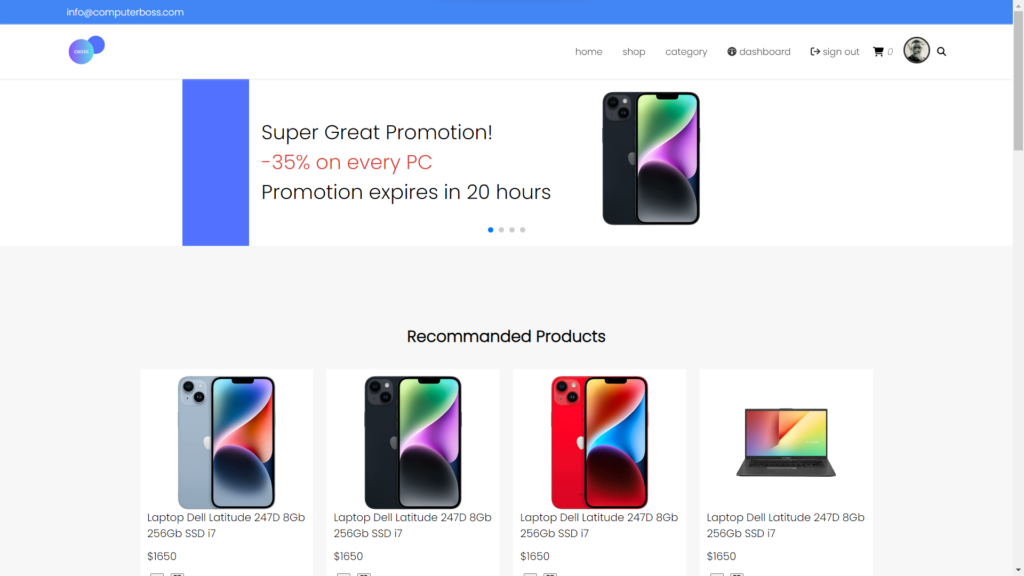 info@computerboss.com
home shop category dashboard sign out 0
Super Great Promotion!
-35% on every PC
Promotion expires in 20 hours
Recommanded Products
Laptop Dell Latitude 247D 8Gb
256Gb SSD i7
$1650
Laptop Dell Latitude 247D 8Gb
256Gb SSD i7
$1650
Laptop Dell Latitude 247D 8Gb
256Gb SSD i7
$1650
Laptop Dell Latitude 247D 8Gb
256Gb SSD i7
$1650